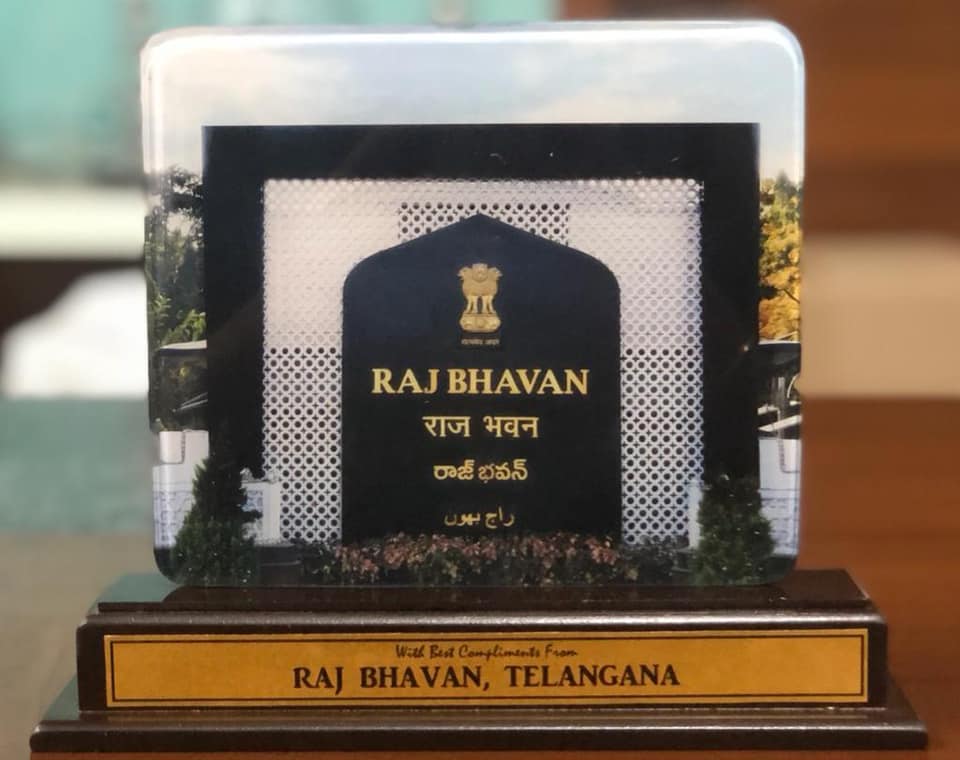 RAJ BHAVAN
राज भवन
రాజ్ భవన్
راج بھون
With Best Compliments From
RAJ BHAVAN, TELANGANA